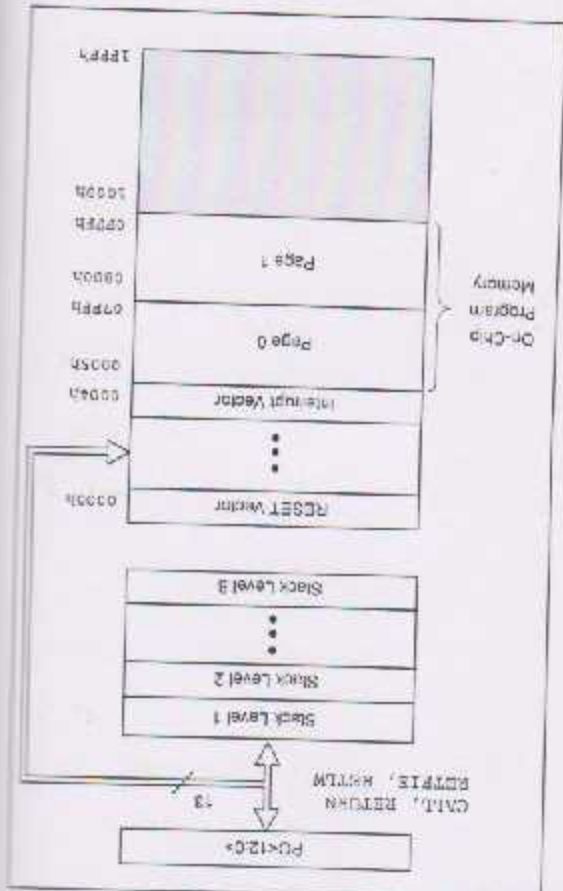 PC<12:0>
CALL, RETURN
RETFIE, RETLW
13
Stack Level 1
Stack Level 2
Stack Level 8
RESET Vector
0000h
Interrupt Vector
0004h
0005h
On-Chip
Program
Memory
Page 0
07FFh
0800h
Page 1
0FFFh
1000h
1FFFh